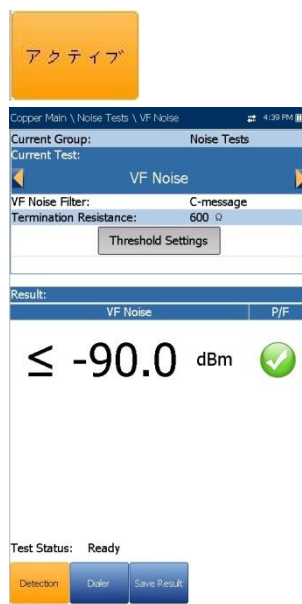 アクティブ
Copper Main \ Noise Tests \ VF Noise 4:39 PM
Current Group: Noise Tests
Current Test:
VF Noise
VF Noise Filter: C-message
Termination Resistance: 600 Ω
Threshold Settings
Result:
VF Noise P/F
≤ -90.0 dBm
Test Status: Ready
Detection Dialer Save Result